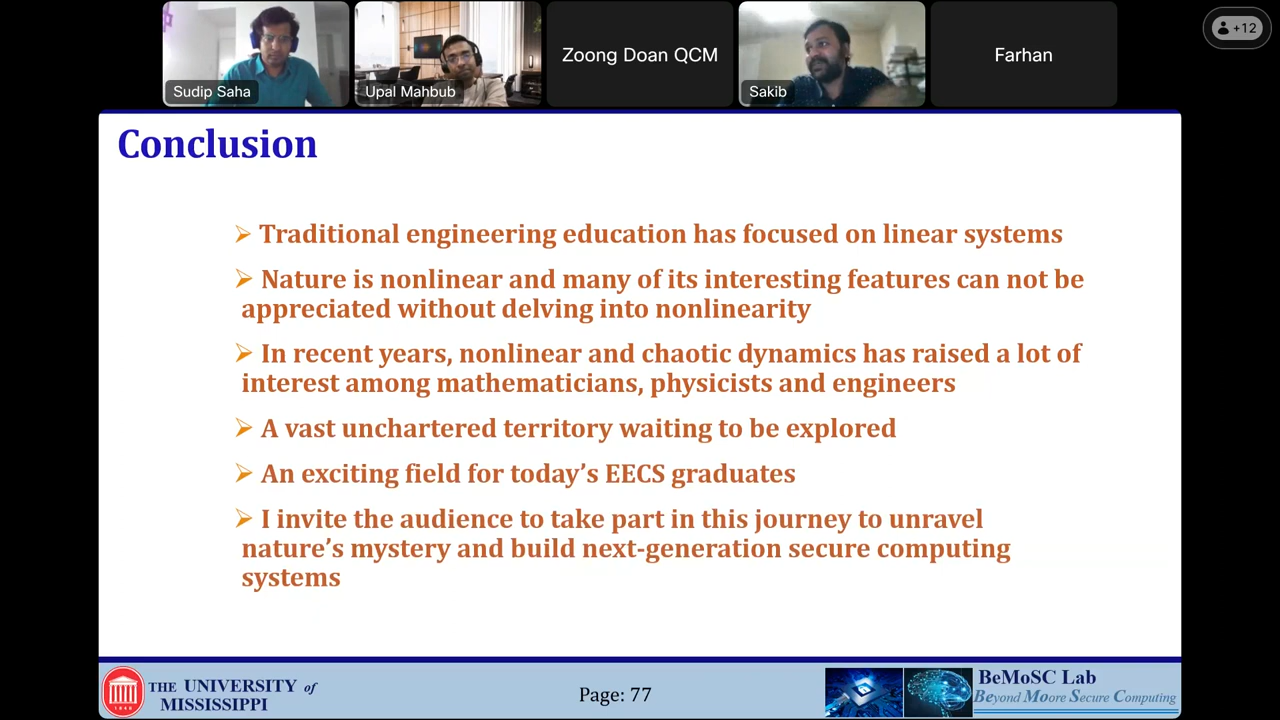 Sudip Saha
Upal Mahbub
Zoong Doan QCM
Sakib
Farhan
+12
Conclusion
➢ Traditional engineering education has focused on linear systems
➢ Nature is nonlinear and many of its interesting features can not be
appreciated without delving into nonlinearity
➢ In recent years, nonlinear and chaotic dynamics has raised a lot of
interest among mathematicians, physicists and engineers
➢ A vast unchartered territory waiting to be explored
➢ An exciting field for today's EECS graduates
➢ I invite the audience to take part in this journey to unravel
nature's mystery and build next-generation secure computing
systems
THE UNIVERSITY of
MISSISSIPPI
1848
Page: 77
BeMoSC Lab
Beyond Moore Secure Computing